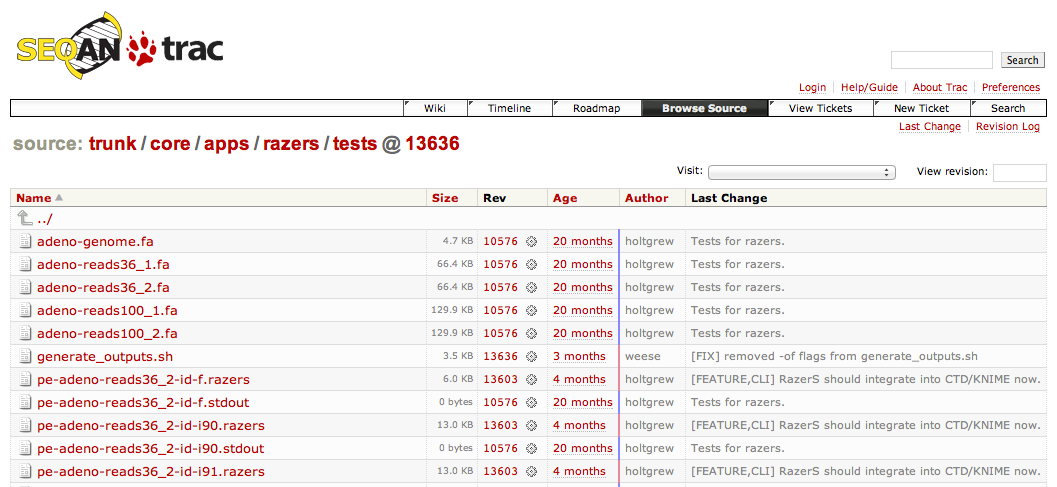 SEQAN trac
Search
Login Help/Guide About Trac Preferences
Wiki Timeline Roadmap Browse Source View Tickets New Ticket Search
Last Change Revision Log
source: trunk / core / apps / razers / tests @ 13636
Visit: View revision:
Name Size Rev Age Author Last Change
../
adeno-genome.fa 4.7 KB 10576 20 months holtgrew Tests for razers.
adeno-reads36_1.fa 66.4 KB 10576 20 months holtgrew Tests for razers.
adeno-reads36_2.fa 66.4 KB 10576 20 months holtgrew Tests for razers.
adeno-reads100_1.fa 129.9 KB 10576 20 months holtgrew Tests for razers.
adeno-reads100_2.fa 129.9 KB 10576 20 months holtgrew Tests for razers.
generate_outputs.sh 3.5 KB 13636 3 months weese [FIX] removed -of flags from generate_outputs.sh
pe-adeno-reads36_2-id-f.razers 6.0 KB 13603 4 months holtgrew [FEATURE,CLI] RazerS should integrate into CTD/KNIME now.
pe-adeno-reads36_2-id-f.stdout 0 bytes 10576 20 months holtgrew Tests for razers.
pe-adeno-reads36_2-id-i90.razers 13.0 KB 13603 4 months holtgrew [FEATURE,CLI] RazerS should integrate into CTD/KNIME now.
pe-adeno-reads36_2-id-i90.stdout 0 bytes 10576 20 months holtgrew Tests for razers.
pe-adeno-reads36_2-id-i91.razers 13.0 KB 13603 4 months holtgrew [FEATURE,CLI] RazerS should integrate into CTD/KNIME now.